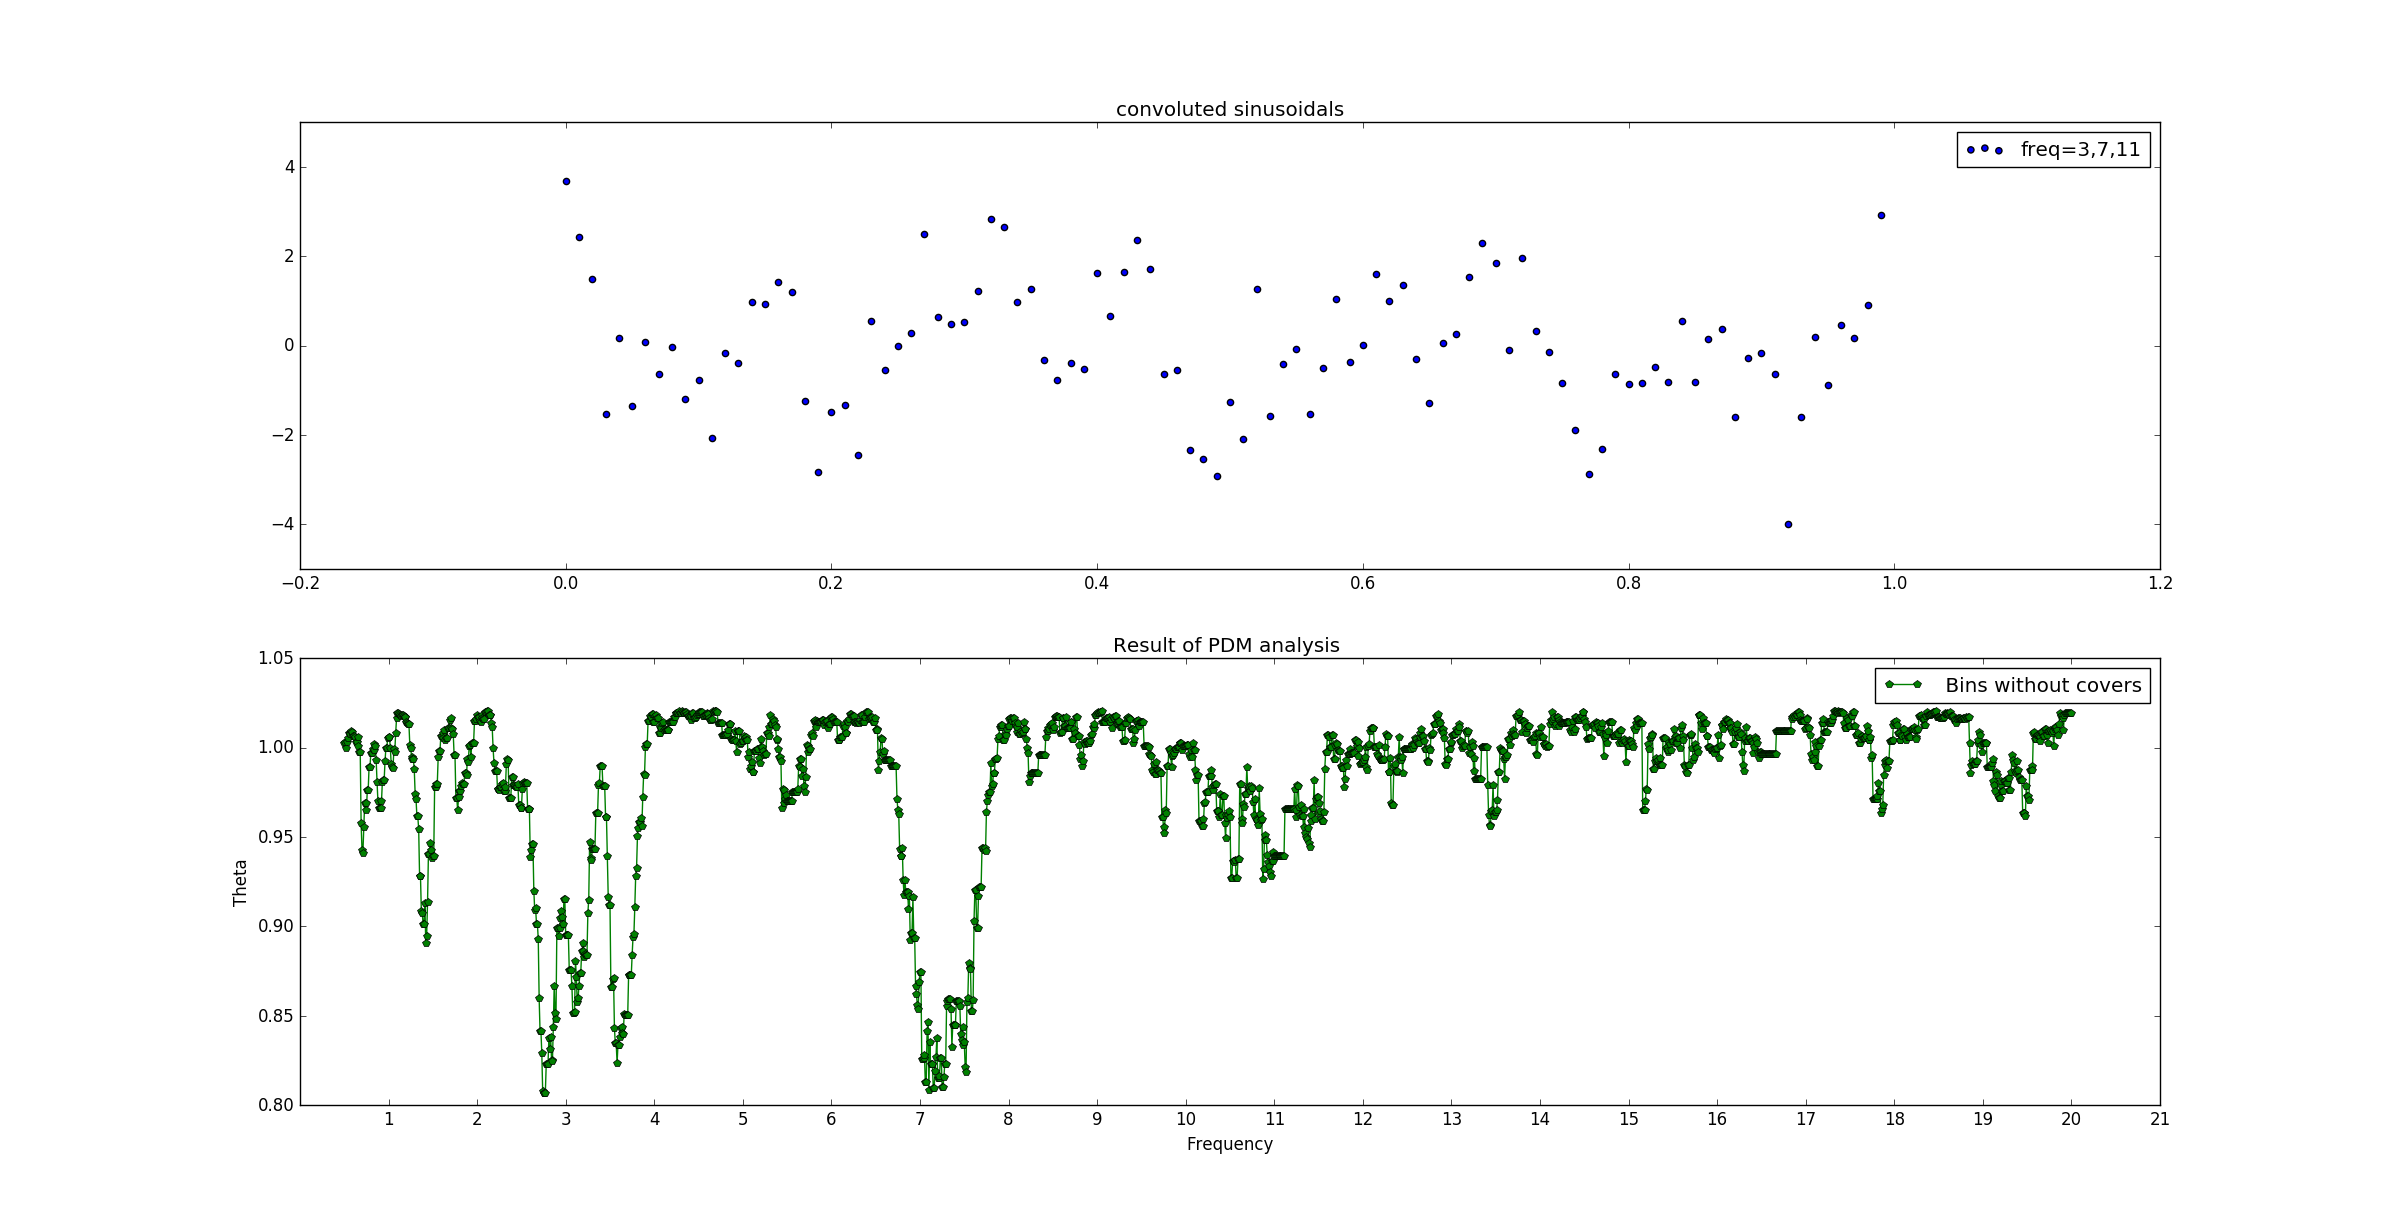 convoluted sinusoidals
freq=3,7,11
4
2
0
−2
−4
−0.2 0.0 0.2 0.4 0.6 0.8 1.0 1.2
Result of PDM analysis
Bins without covers
1.05
1.00
0.95
0.90
0.85
0.80
Theta
1 2 3 4 5 6 7 8 9 10 11 12 13 14 15 16 17 18 19 20 21
Frequency